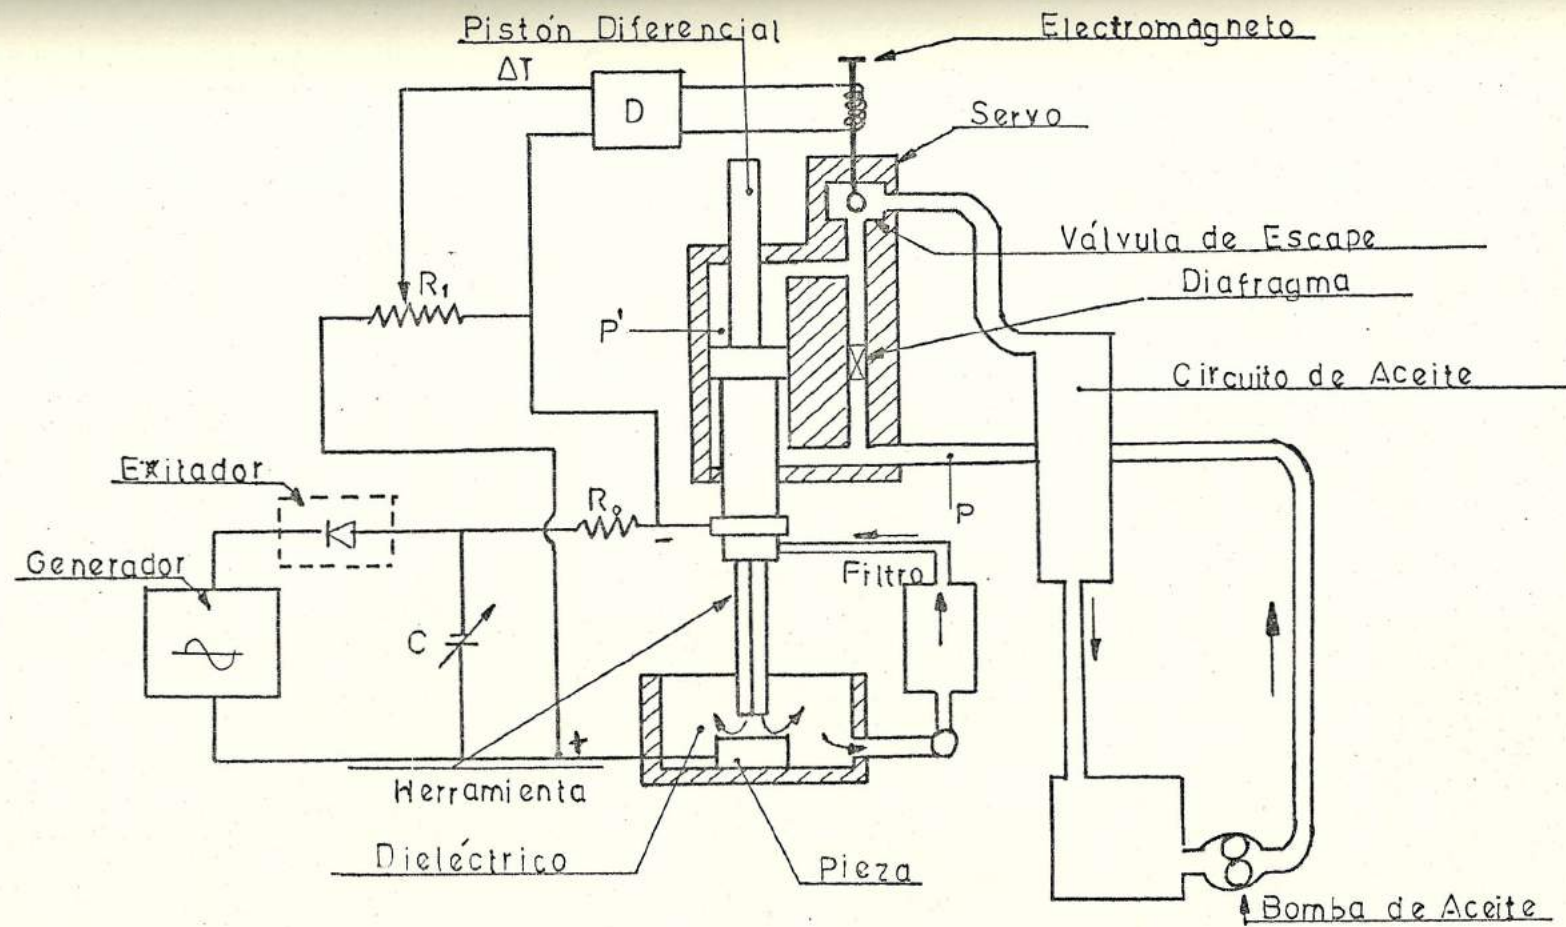 Pistón Diferencial
Electromagneto
ΔT
D
Servo
Válvula de Escape
R₁
Diafragma
P'
Circuito de Aceite
Exitador
R₀
P
-
Generador
Filtro
C
+
Herramienta
Dieléctrico
Pieza
Bomba de Aceite